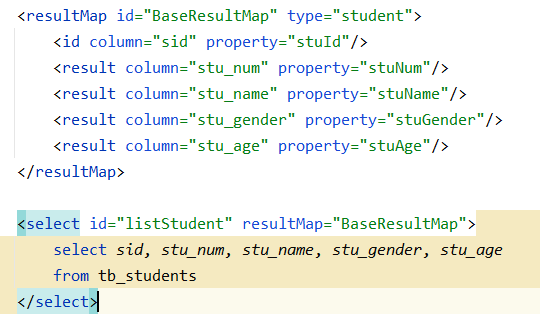 <resultMap id="BaseResultMap" type="student">
    <id column="sid" property="stuId"/>
    <result column="stu_num" property="stuNum"/>
    <result column="stu_name" property="stuName"/>
    <result column="stu_gender" property="stuGender"/>
    <result column="stu_age" property="stuAge"/>
</resultMap>
<select id="listStudent" resultMap="BaseResultMap">
    select sid, stu_num, stu_name, stu_gender, stu_age
    from tb_students
</select>